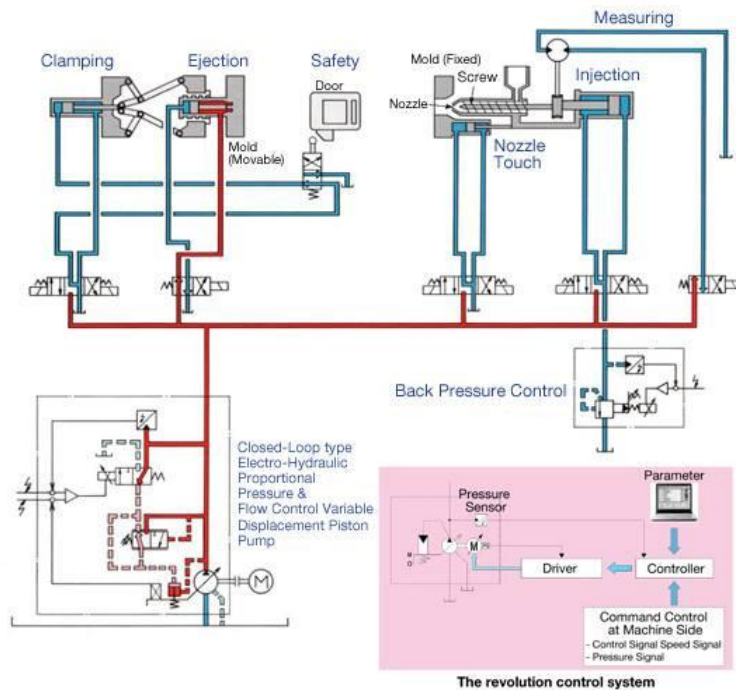 Measuring
Clamping
Ejection
Safety
Door
Mold (Fixed)
Screw
Injection
Nozzle
Mold
(Movable)
Nozzle
Touch
Back Pressure Control
Closed-Loop type
Electro-Hydraulic
Proportional
Pressure &
Flow Control Variable
Displacement Piston
Pump
M
Parameter
Pressure
Sensor
M
Driver
Controller
Command Control
at Machine Side
- Control Signal Speed Signal
- Pressure Signal
The revolution control system